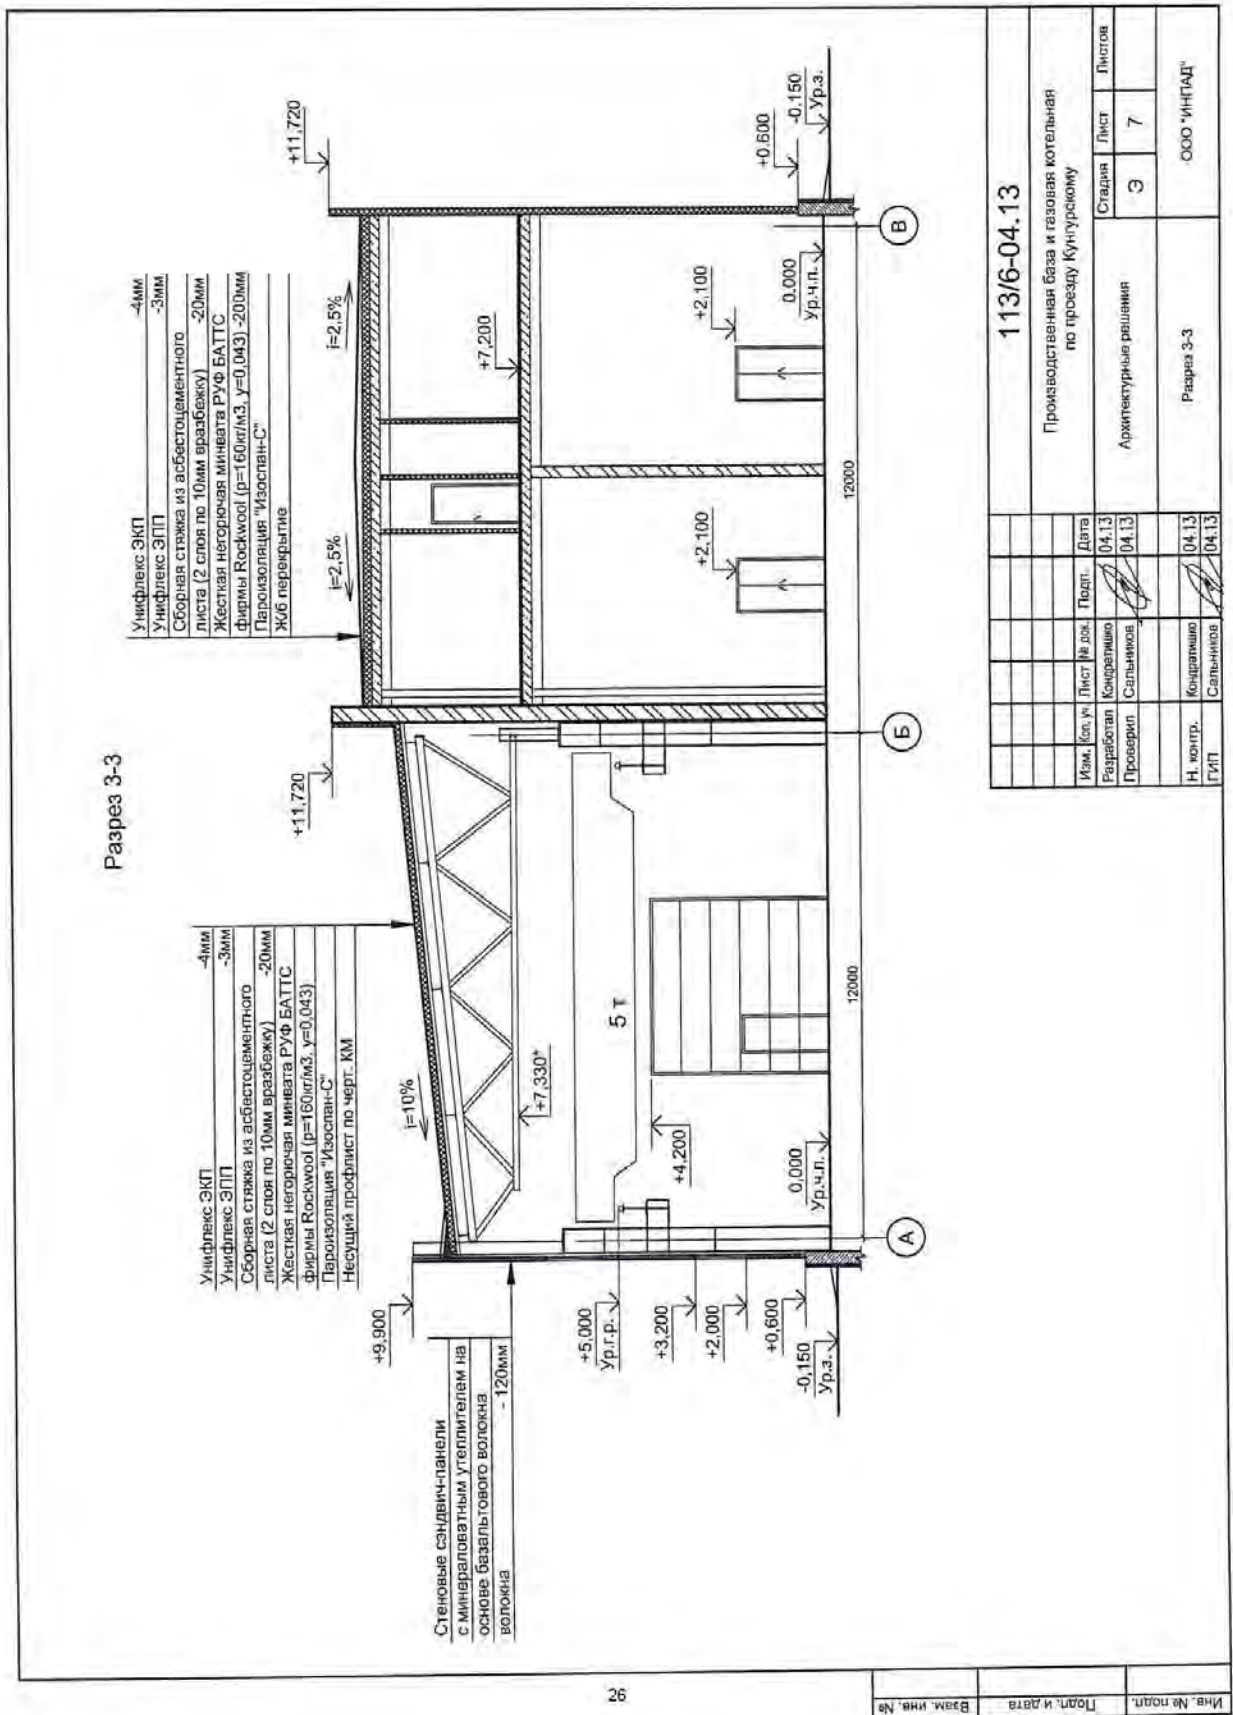 Разрез 3-3
Унифлекс ЭКП -4мм
Унифлекс ЭПП -3мм
Сборная стяжка из асбестоцементного
листа (2 слоя по 10мм вразбежку) -20мм
Жесткая негорючая минвата РУФ БАТТС
фирмы Rockwool (p=160кг/м3, y=0,043)
Пароизоляция "Изоспан-С"
Несущий профлист по черт. КМ
Унифлекс ЭКП -4мм
Унифлекс ЭПП -3мм
Сборная стяжка из асбестоцементного
листа (2 слоя по 10мм вразбежку) -20мм
Жесткая негорючая минвата РУФ БАТТС
фирмы Rockwool (p=160кг/м3, y=0,043) -200мм
Пароизоляция "Изоспан-С"
Ж/б перекрытие
Стеновые сэндвич-панели
с минераловатным утеплителем на
основе базальтового волокна
волокна - 120мм
+9,900
+5,000
Ур.г.р.
+3,200
+2,000
+0,600
-0,150
Ур.з.
i=10%
+11,720
+7,330*
5 т
+4,200
0,000
Ур.ч.п.
i=2,5%
i=2,5%
+11,720
+7,200
+2,100
+2,100
0,000
Ур.ч.п.
+0,600
-0,150
Ур.з.
12000
12000
А
Б
В
113/6-04.13
Производственная база и газовая котельная
по проезду Кунгурскому
Изм. Кол. уч. Лист № док. Подп. Дата
Разработал Кондратишко 04.13
Проверил Сальников 04.13
Н. контр. Кондратишко 04.13
ГИП Сальников 04.13
Архитектурные решения
Стадия Лист Листов
Э 7
Разрез 3-3
ООО "ИНПАД"
26
Взам. инв. №
Подп. и дата
Инв. № подл.